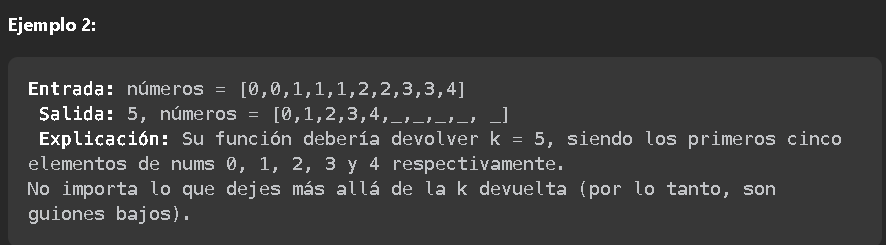 Ejemplo 2:
Entrada: números = [0,0,1,1,1,2,2,3,3,4]
Salida: 5, números = [0,1,2,3,4,_,_,_,_, _]
Explicación: Su función debería devolver k = 5, siendo los primeros cinco
elementos de nums 0, 1, 2, 3 y 4 respectivamente.
No importa lo que dejes más allá de la k devuelta (por lo tanto, son
guiones bajos).